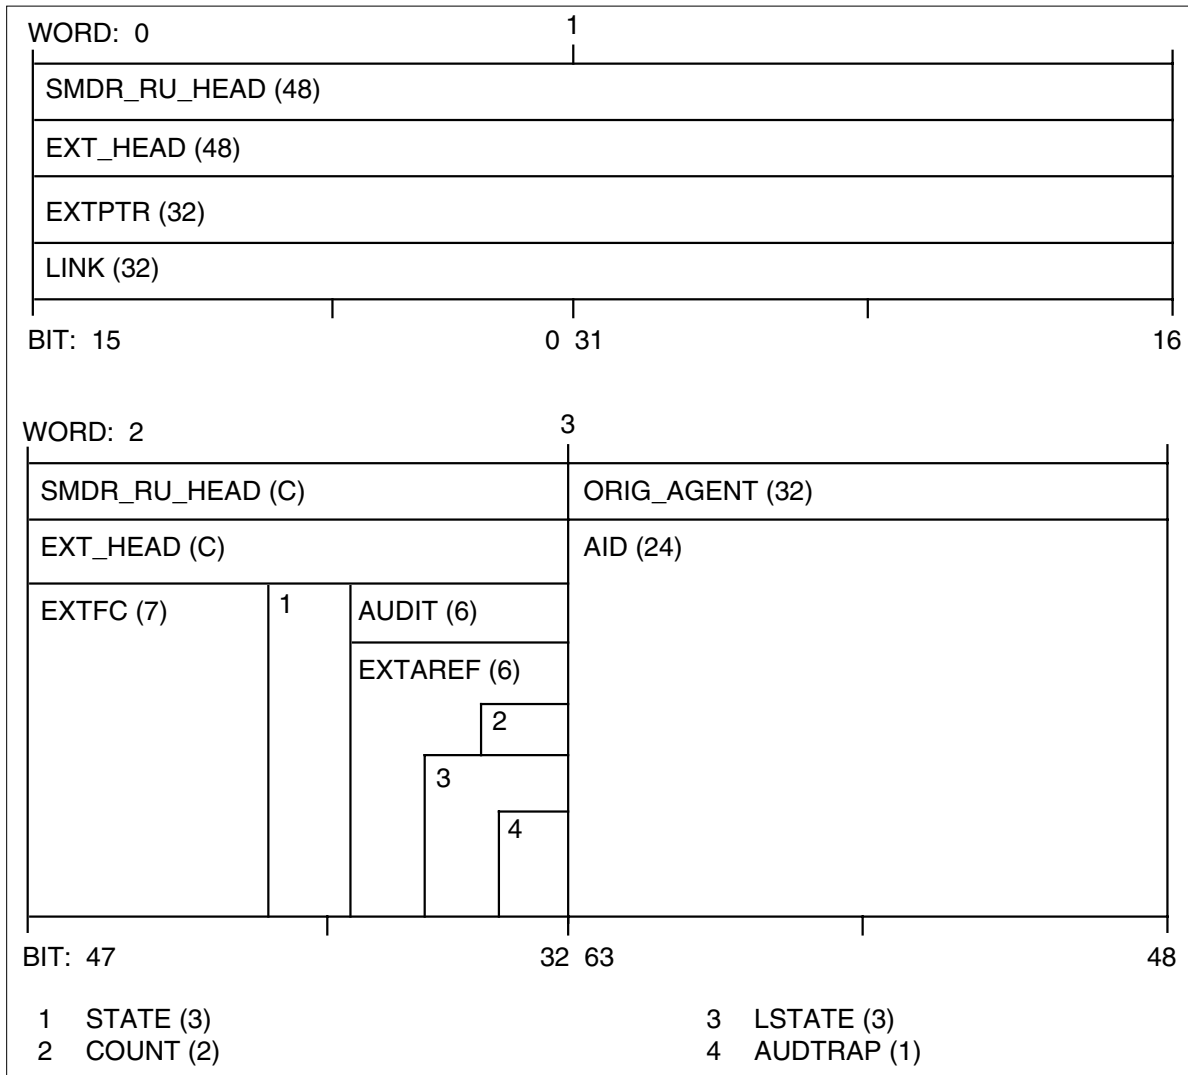 WORD: 0 1
SMDR_RU_HEAD (48)
EXT_HEAD (48)
EXTPTR (32)
LINK (32)
BIT: 15 0 31 16
WORD: 2 3
SMDR_RU_HEAD (C) ORIG_AGENT (32)
EXT_HEAD (C) AID (24)
EXTFC (7) 1 AUDIT (6)
EXTAREF (6)
2
3
4
BIT: 47 32 63 48
1 STATE (3) 3 LSTATE (3)
2 COUNT (2) 4 AUDTRAP (1)